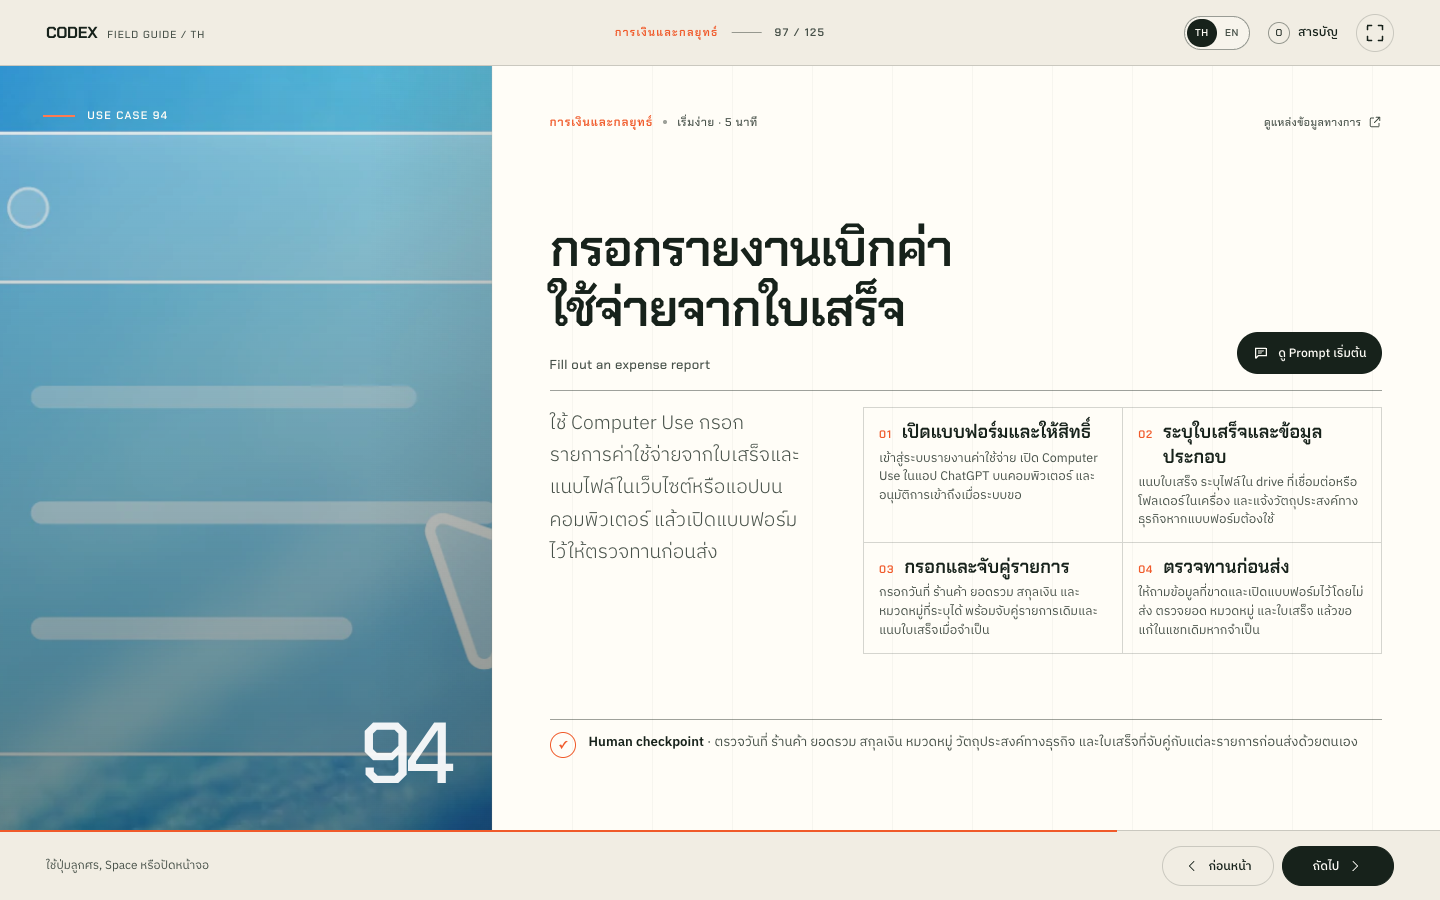 CODEX FIELD GUIDE / TH
การเงินและกลยุทธ์ 97 / 125
TH EN
0 สารบัญ
USE CASE 94
94
การเงินและกลยุทธ์ • เริ่มง่าย · 5 นาที
ดูแหล่งข้อมูลทางการ
กรอกรายงานเบิกค่า
ใช้จ่ายจากใบเสร็จ
Fill out an expense report
ดู Prompt เริ่มต้น
ใช้ Computer Use กรอก
รายการค่าใช้จ่ายจากใบเสร็จและ
แนบไฟล์ในเว็บไซต์หรือแอปบน
คอมพิวเตอร์ แล้วเปิดแบบฟอร์ม
ไว้ให้ตรวจทานก่อนส่ง
01 เปิดแบบฟอร์มและให้สิทธิ์
เข้าสู่ระบบรายงานค่าใช้จ่าย เปิด Computer
Use ในแอป ChatGPT บนคอมพิวเตอร์ และ
อนุมัติการเข้าถึงเมื่อระบบขอ
02 ระบุใบเสร็จและข้อมูล
ประกอบ
แนบใบเสร็จ ระบุไฟล์ใน drive ที่เชื่อมต่อหรือ
โฟลเดอร์ในเครื่อง และแจ้งวัตถุประสงค์ทาง
ธุรกิจหากแบบฟอร์มต้องใช้
03 กรอกและจับคู่รายการ
กรอกวันที่ ร้านค้า ยอดรวม สกุลเงิน และ
หมวดหมู่ที่ระบุได้ พร้อมจับคู่รายการเดิมและ
แนบใบเสร็จเมื่อจำเป็น
04 ตรวจทานก่อนส่ง
ให้ถามข้อมูลที่ขาดและเปิดแบบฟอร์มไว้โดยไม่
ส่ง ตรวจยอด หมวดหมู่ และใบเสร็จ แล้วขอ
แก้ในแชทเดิมหากจำเป็น
✓ Human checkpoint · ตรวจวันที่ ร้านค้า ยอดรวม สกุลเงิน หมวดหมู่ วัตถุประสงค์ทางธุรกิจ และใบเสร็จที่จับคู่กับแต่ละรายการก่อนส่งด้วยตนเอง
ใช้ปุ่มลูกศร, Space หรือปัดหน้าจอ
ก่อนหน้า
ถัดไป